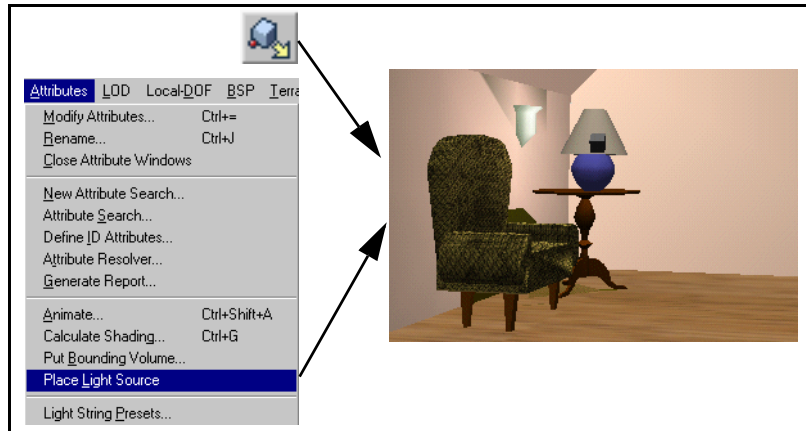 Attributes LOD Local-DOF BSP Terra
Modify Attributes... Ctrl+=
Rename... Ctrl+J
Close Attribute Windows
New Attribute Search...
Attribute Search...
Define ID Attributes...
Attribute Resolver...
Generate Report...
Animate... Ctrl+Shift+A
Calculate Shading... Ctrl+G
Put Bounding Volume...
Place Light Source
Light String Presets...